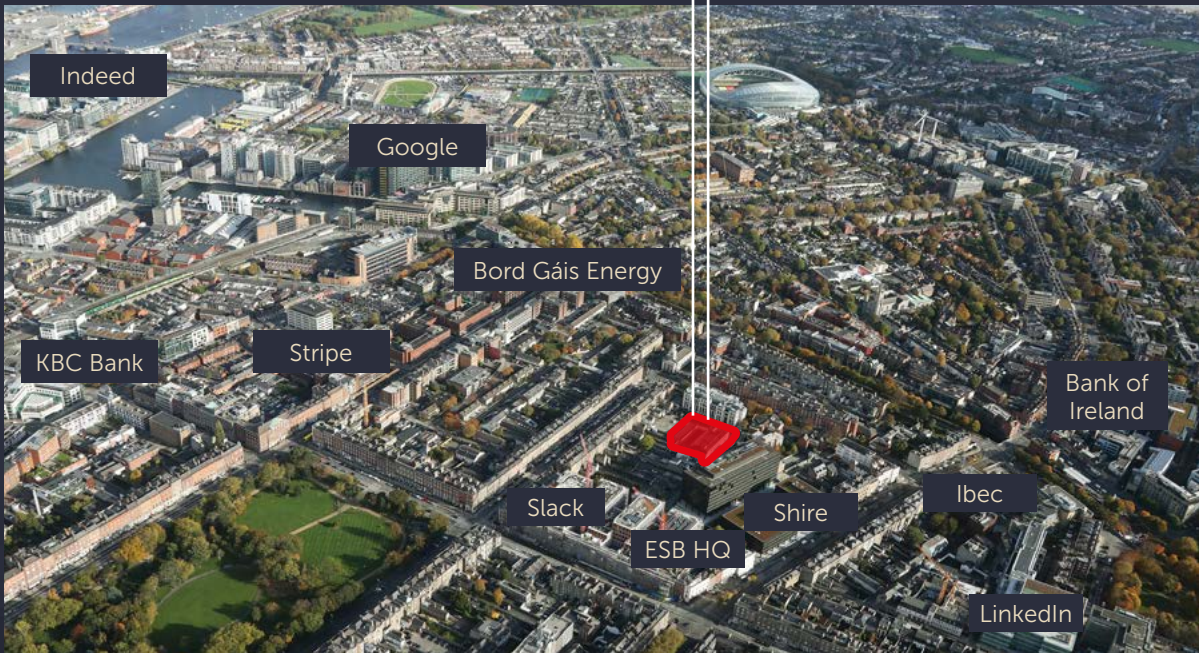 Indeed
Google
Bord Gáis Energy
KBC Bank
Stripe
Bank of
Ireland
Slack
Shire
Ibec
ESB HQ
LinkedIn